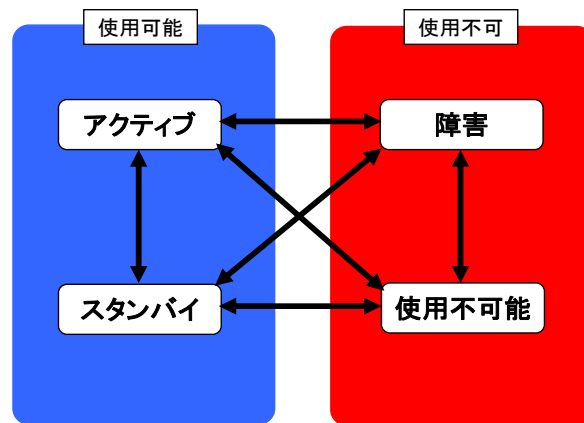 使用可能
使用不可
アクティブ
障害
スタンバイ
使用不可能